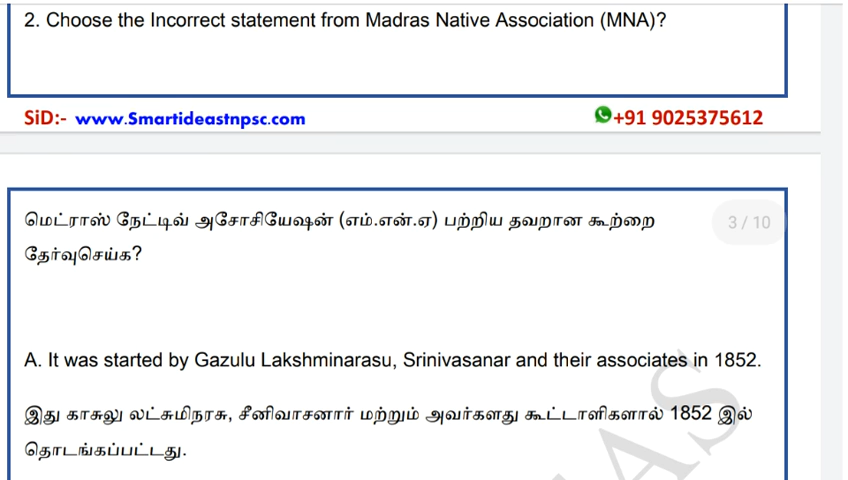 2. Choose the Incorrect statement from Madras Native Association (MNA)?
SiD:- www.Smartideastnpsc.com +91 9025375612
மெட்ராஸ் நேட்டிவ் அசோசியேஷன் (எம்.என்.ஏ) பற்றிய தவறான கூற்றை
3 / 10
தேர்வுசெய்க?
A. It was started by Gazulu Lakshminarasu, Srinivasanar and their associates in 1852.
இது காசுலு லட்சுமிநரசு, சீனிவாசனார் மற்றும் அவர்களது கூட்டாளிகளால் 1852 இல்
தொடங்கப்பட்டது.
AS